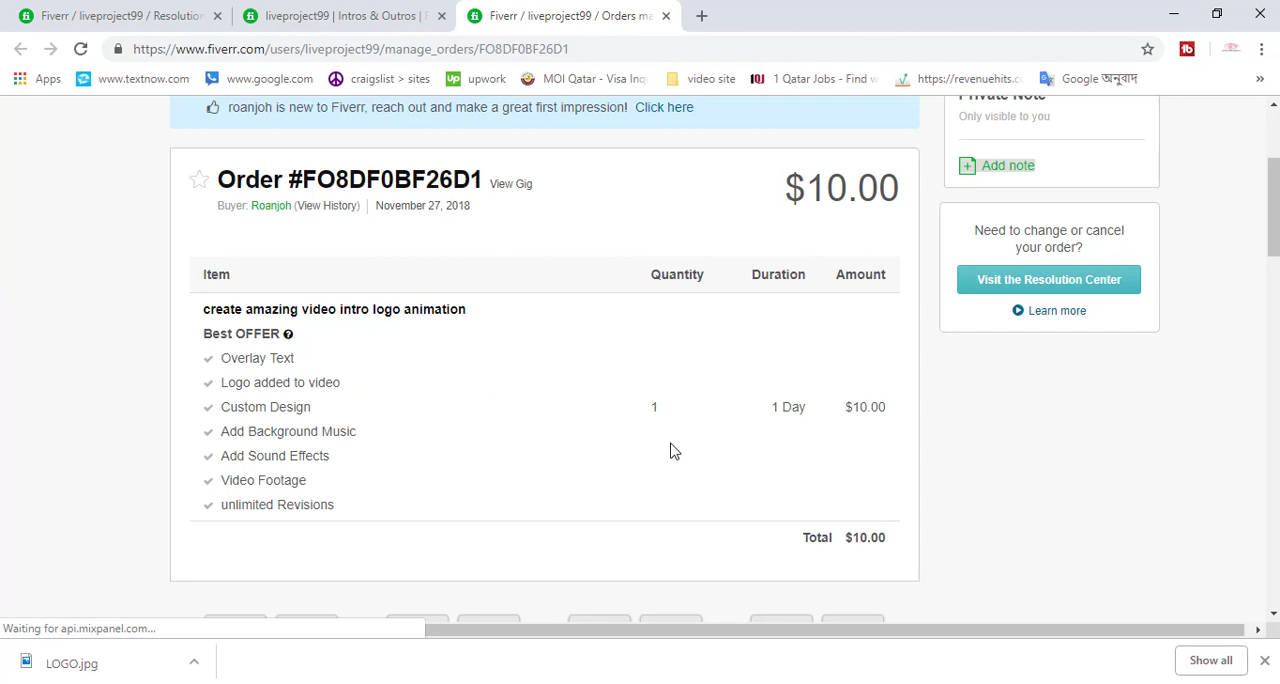 Fiverr / liveproject99 / Resolution
liveproject99 | Intros & Outros | F
Fiverr / liveproject99 / Orders ma
https://www.fiverr.com/users/liveproject99/manage_orders/FO8DF0BF26D1
Apps
www.textnow.com
www.google.com
craigslist > sites
upwork
MOI Qatar - Visa Inq
video site
1 Qatar Jobs - Find w
https://revenuehits.c
Google অনুবাদ
»
roanjoh is new to Fiverr, reach out and make a great first impression! Click here
Private Note
Only visible to you
Add note
Order #FO8DF0BF26D1 View Gig
$10.00
Buyer: Roanjoh (View History) | November 27, 2018
Need to change or cancel
your order?
Visit the Resolution Center
Learn more
Item Quantity Duration Amount
create amazing video intro logo animation
Best OFFER
Overlay Text
Logo added to video
Custom Design 1 1 Day $10.00
Add Background Music
Add Sound Effects
Video Footage
unlimited Revisions
Total $10.00
Waiting for api.mixpanel.com...
LOGO.jpg
Show all